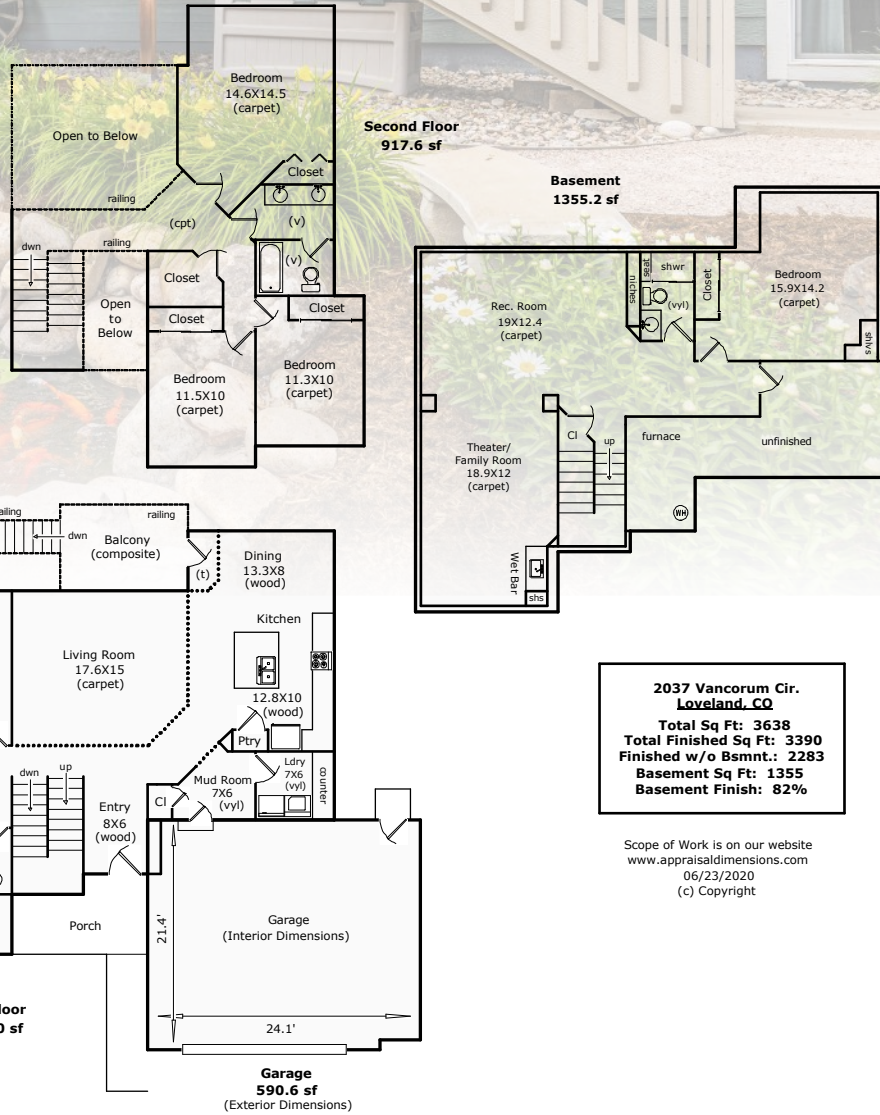 Bedroom
14.6X14.5
(carpet)
Open to Below
Second Floor
917.6 sf
Closet
railing
(cpt)
(v)
dwn
railing
(v)
Closet
Open
to
Below
Closet
Closet
Bedroom
11.5X10
(carpet)
Bedroom
11.3X10
(carpet)
Basement
1355.2 sf
Rec. Room
19X12.4
(carpet)
niches
seat
shwr
(vyl)
Closet
Bedroom
15.9X14.2
(carpet)
shlvs
Cl
up
furnace
unfinished
Theater/
Family Room
18.9X12
(carpet)
WH
Wet Bar
shs
ailing
railing
dwn
Balcony
(composite)
(t)
Dining
13.3X8
(wood)
Kitchen
12.8X10
(wood)
Living Room
17.6X15
(carpet)
Ptry
Ldry
7X6
(vyl)
counter
Mud Room
7X6
(vyl)
Cl
dwn
up
Entry
8X6
(wood)
Porch
21.4'
Garage
(Interior Dimensions)
24.1'
loor
0 sf
Garage
590.6 sf
(Exterior Dimensions)
2037 Vancorum Cir.
Loveland, CO
Total Sq Ft: 3638
Total Finished Sq Ft: 3390
Finished w/o Bsmnt.: 2283
Basement Sq Ft: 1355
Basement Finish: 82%
Scope of Work is on our website
www.appraisaldimensions.com
06/23/2020
(c) Copyright